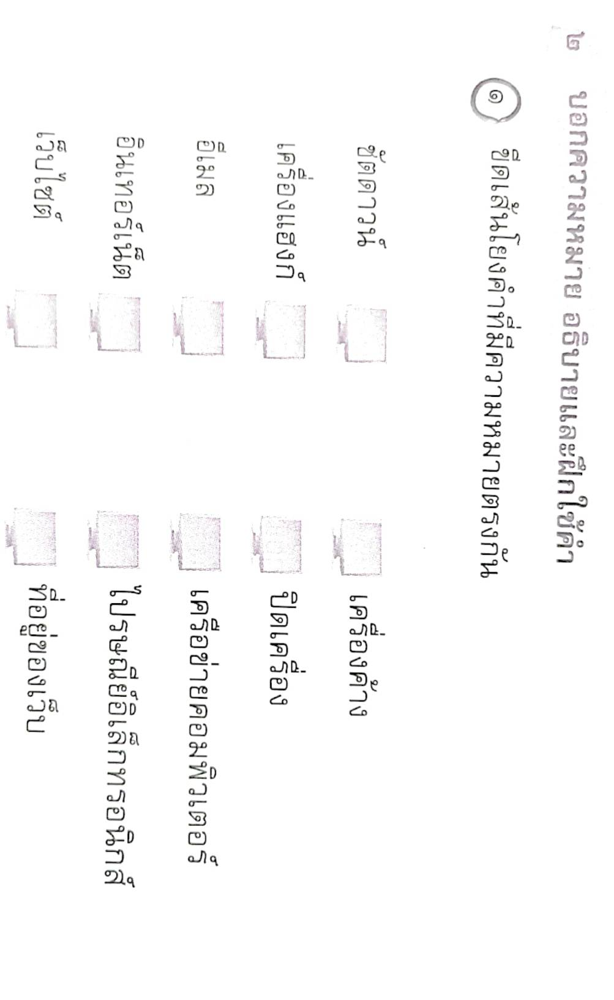 ๒ บอกความหมาย อธิบายและฝึกใช้คำ
๑ ขีดเส้นโยงคำที่มีความหมายตรงกัน
ชัตดาวน์ เครื่องค้าง
เครื่องแฮงก์ ปิดเครื่อง
อีเมล เครือข่ายคอมพิวเตอร์
อินเทอร์เน็ต ไปรษณีย์อิเล็กทรอนิกส์
เว็บไซต์ ที่อยู่ของเว็บ